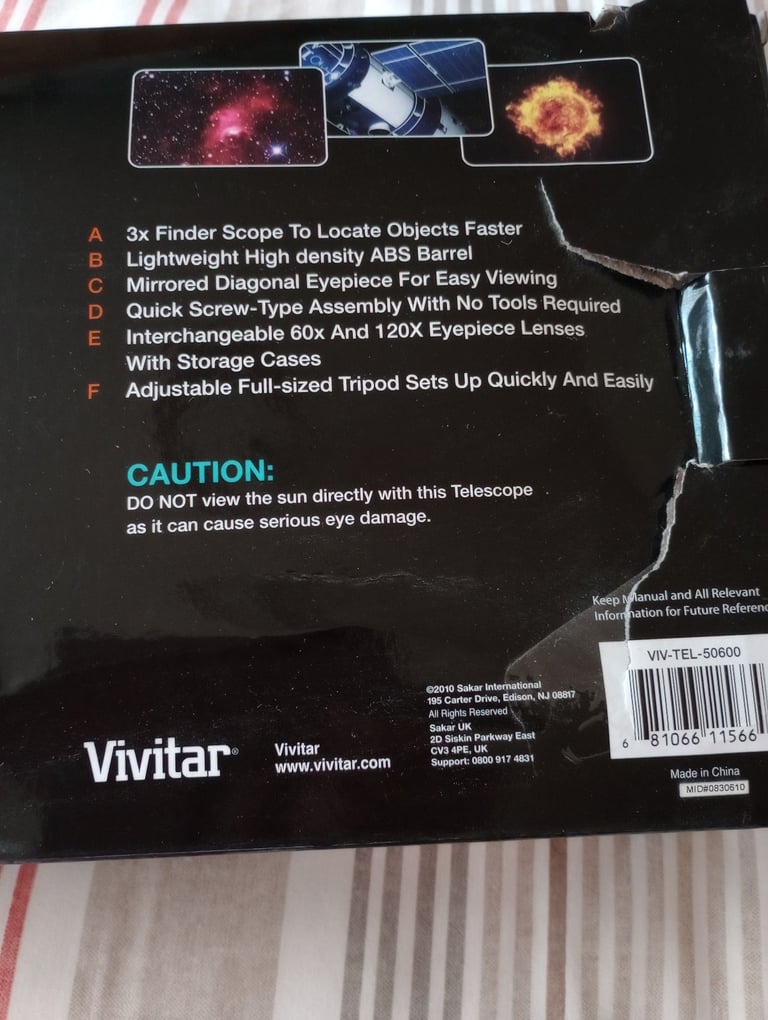 A 3x Finder Scope To Locate Objects Faster
B Lightweight High density ABS Barrel
C Mirrored Diagonal Eyepiece For Easy Viewing
D Quick Screw-Type Assembly With No Tools Required
E Interchangeable 60x And 120X Eyepiece Lenses
With Storage Cases
F Adjustable Full-sized Tripod Sets Up Quickly And Easily
CAUTION:
DO NOT view the sun directly with this Telescope
as it can cause serious eye damage.
Keep Manual and All Relevant
Information for Future Referenc
VIV-TEL-50600
6 81066 11566
Made in China
MID#0830610
©2010 Sakar International
195 Carter Drive, Edison, NJ 08817
All Rights Reserved
Sakar UK
2D Siskin Parkway East
CV3 4PE, UK
Support: 0800 917 4831
Vivitar®
Vivitar
www.vivitar.com